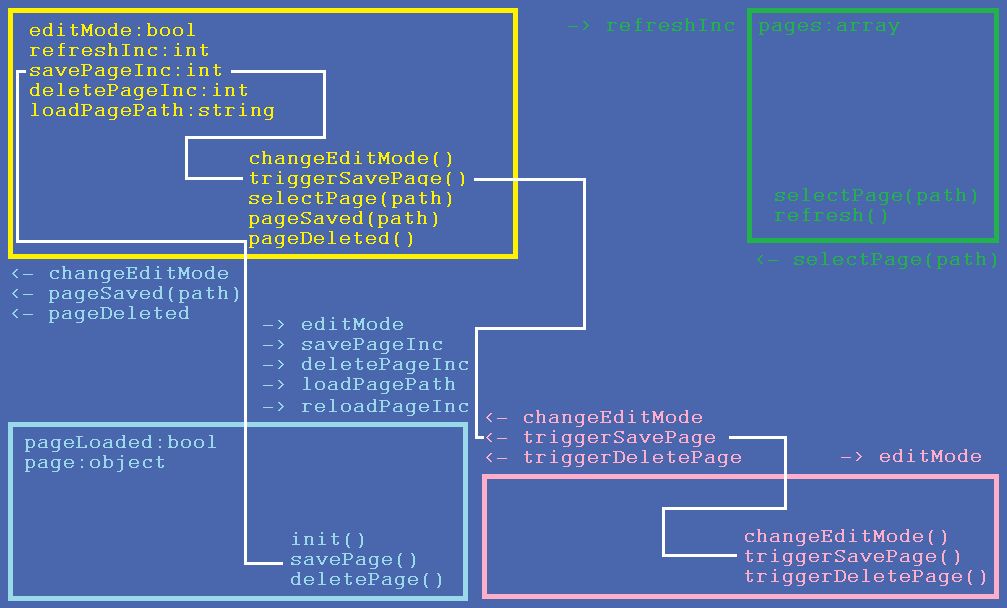 editMode:bool
refreshInc:int
savePageInc:int
deletePageInc:int
loadPagePath:string
changeEditMode()
triggerSavePage()
selectPage(path)
pageSaved(path)
pageDeleted()
-> refreshInc
pages:array
selectPage(path)
refresh()
<- selectPage(path)
<- changeEditMode
<- pageSaved(path)
<- pageDeleted
-> editMode
-> savePageInc
-> deletePageInc
-> loadPagePath
-> reloadPageInc
pageLoaded:bool
page:object
init()
savePage()
deletePage()
<- changeEditMode
<- triggerSavePage
<- triggerDeletePage
-> editMode
changeEditMode()
triggerSavePage()
triggerDeletePage()